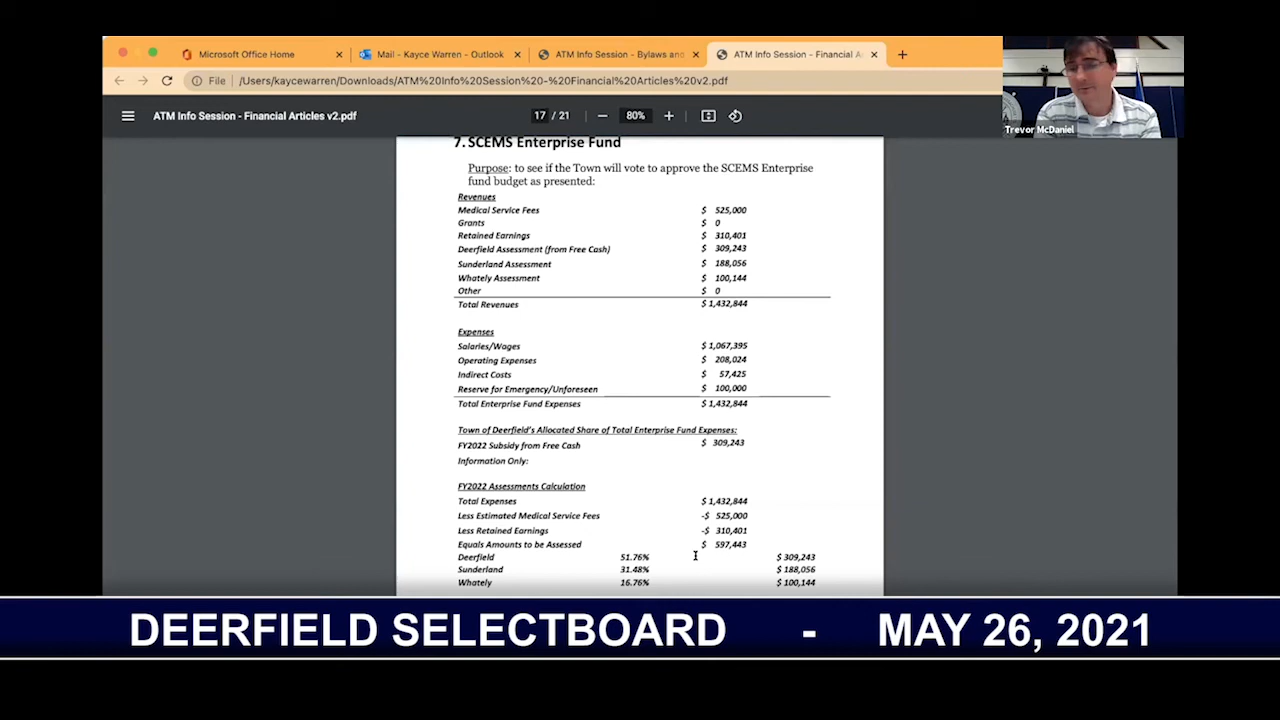 Microsoft Office Home
Mail - Kayce Warren - Outlook
ATM Info Session - Bylaws and
ATM Info Session - Financial A
File /Users/kaycewarren/Downloads/ATM%20Info%20Session%20-%20Financial%20Articles%20v2.pdf
ATM Info Session - Financial Articles v2.pdf
17 / 21
80%
Trevor McDaniel
7. SCEMS Enterprise Fund
Purpose: to see if the Town will vote to approve the SCEMS Enterprise
fund budget as presented:
Revenues
Medical Service Fees $ 525,000
Grants $ 0
Retained Earnings $ 310,401
Deerfield Assessment (from Free Cash) $ 309,243
Sunderland Assessment $ 188,056
Whately Assessment $ 100,144
Other $ 0
Total Revenues $ 1,432,844
Expenses
Salaries/Wages $ 1,067,395
Operating Expenses $ 208,024
Indirect Costs $ 57,425
Reserve for Emergency/Unforeseen $ 100,000
Total Enterprise Fund Expenses $ 1,432,844
Town of Deerfield's Allocated Share of Total Enterprise Fund Expenses:
FY2022 Subsidy from Free Cash $ 309,243
Information Only:
FY2022 Assessments Calculation
Total Expenses $ 1,432,844
Less Estimated Medical Service Fees -$ 525,000
Less Retained Earnings -$ 310,401
Equals Amounts to be Assessed $ 597,443
Deerfield 51.76% $ 309,243
Sunderland 31.48% $ 188,056
Whately 16.76% $ 100,144
DEERFIELD SELECTBOARD - MAY 26, 2021